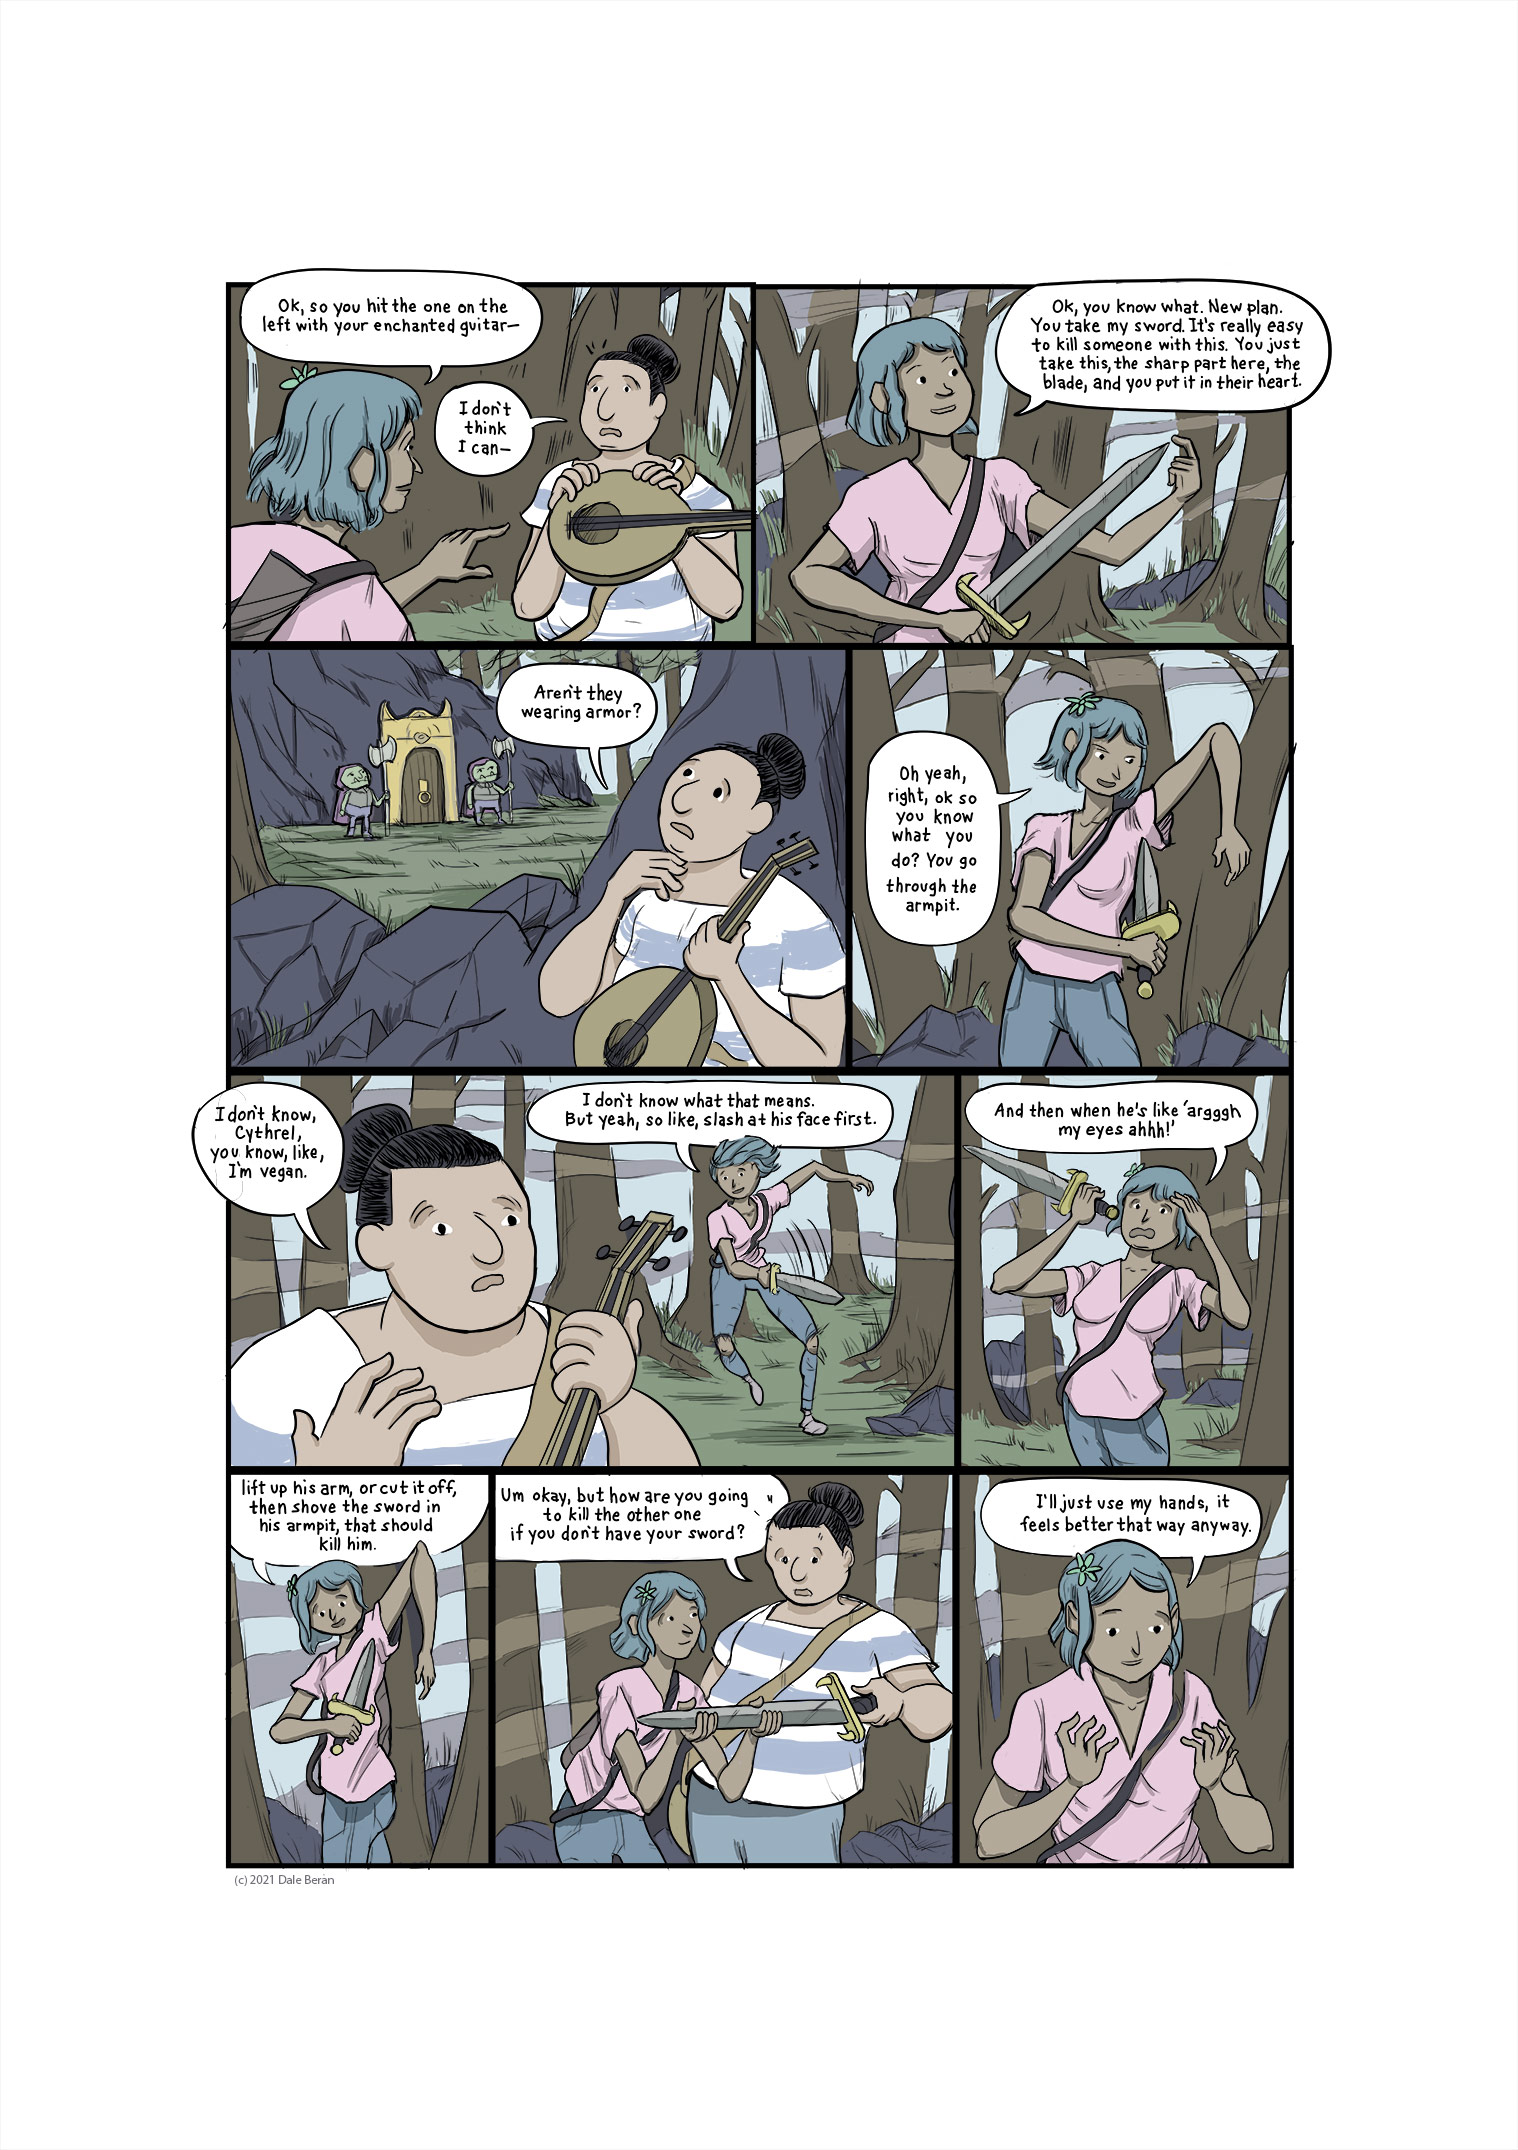 Ok, so you hit the one on the
left with your enchanted guitar—
I don't
think
I can—
Ok, you know what. New plan.
You take my sword. It's really easy
to kill someone with this. You just
take this, the sharp part here, the
blade, and you put it in their heart.
Aren't they
wearing armor?
Oh yeah,
right, ok so
you know
what you
do? You go
through the
armpit.
I don't know,
Cythrel,
you know, like,
I'm vegan.
I don't know what that means.
But yeah, so like, slash at his face first.
And then when he's like 'argggh
my eyes ahhh!'
lift up his arm, or cut it off,
then shove the sword in
his armpit, that should
kill him.
Um okay, but how are you going
to kill the other one
if you don't have your sword?
I'll just use my hands, it
feels better that way anyway.
(c) 2021 Dale Beran